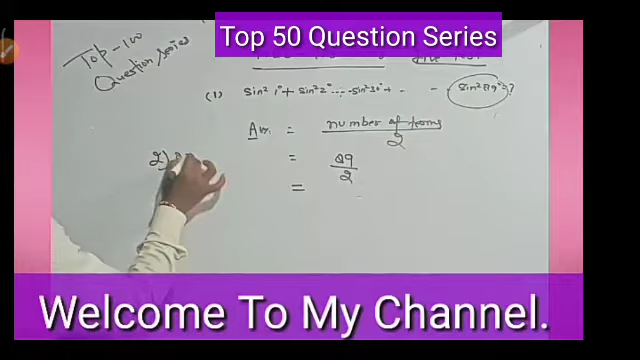 Top 50 Question Series
Top-100
Question series
(1) sin² 1° + sin² 2° ..... sin² 30° + . . - sin² 89° = ?
Ans = number of terms / 2
= 89 / 2
=
2)
Welcome To My Channel.